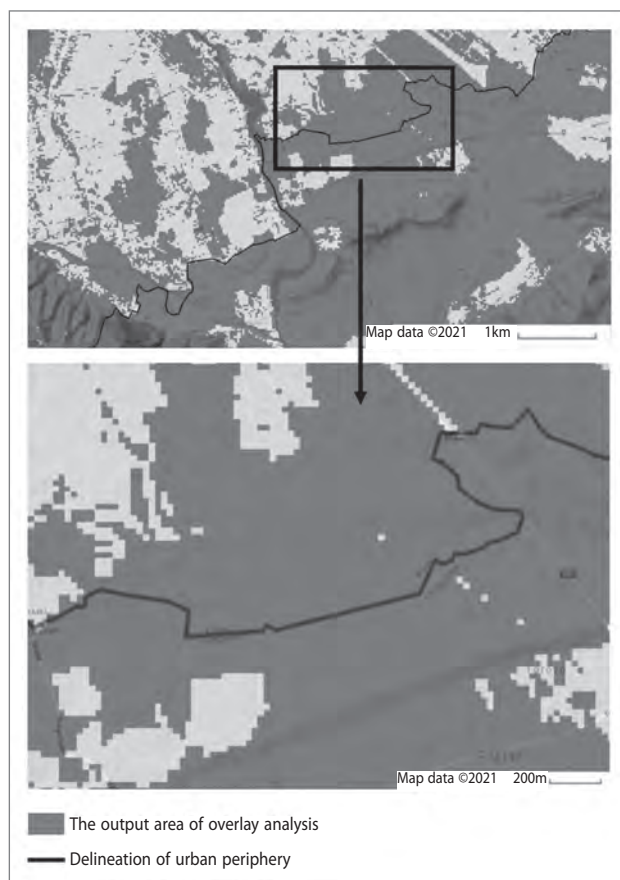 Map data ©2021 1km
Map data ©2021 200m
The output area of overlay analysis
Delineation of urban periphery